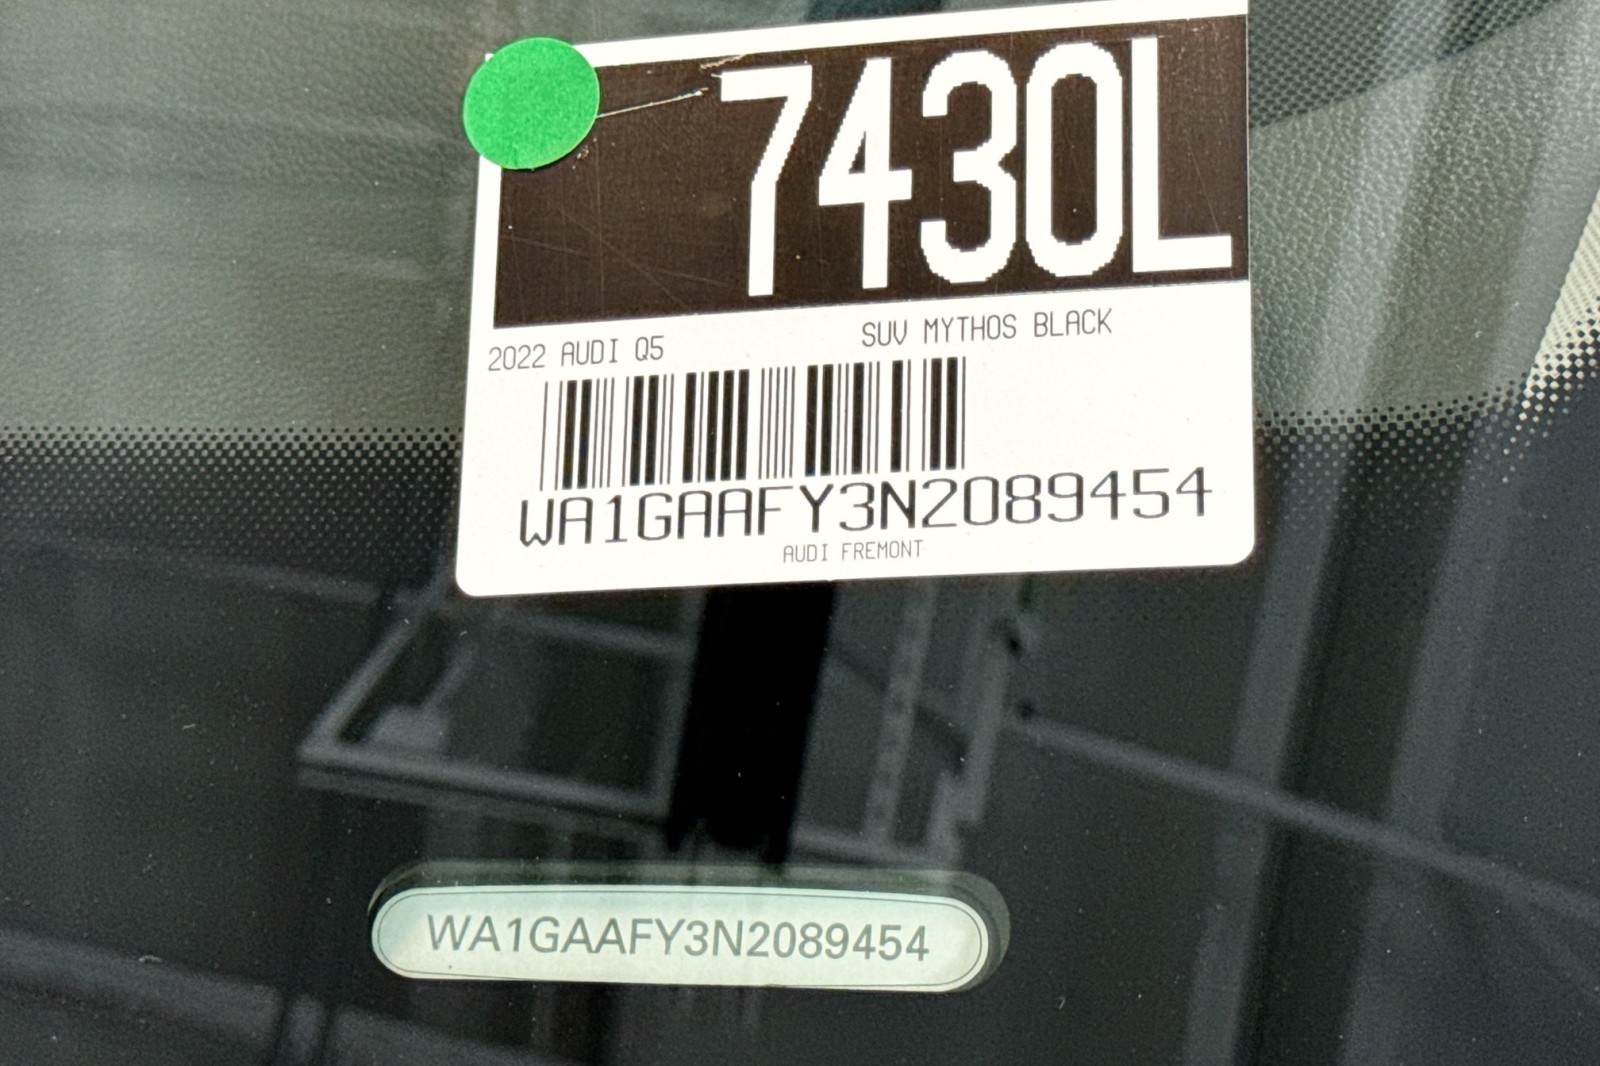 7430L
2022 AUDI Q5 SUV MYTHOS BLACK
WA1GAAFY3N2089454
AUDI FREMONT
WA1GAAFY3N2089454